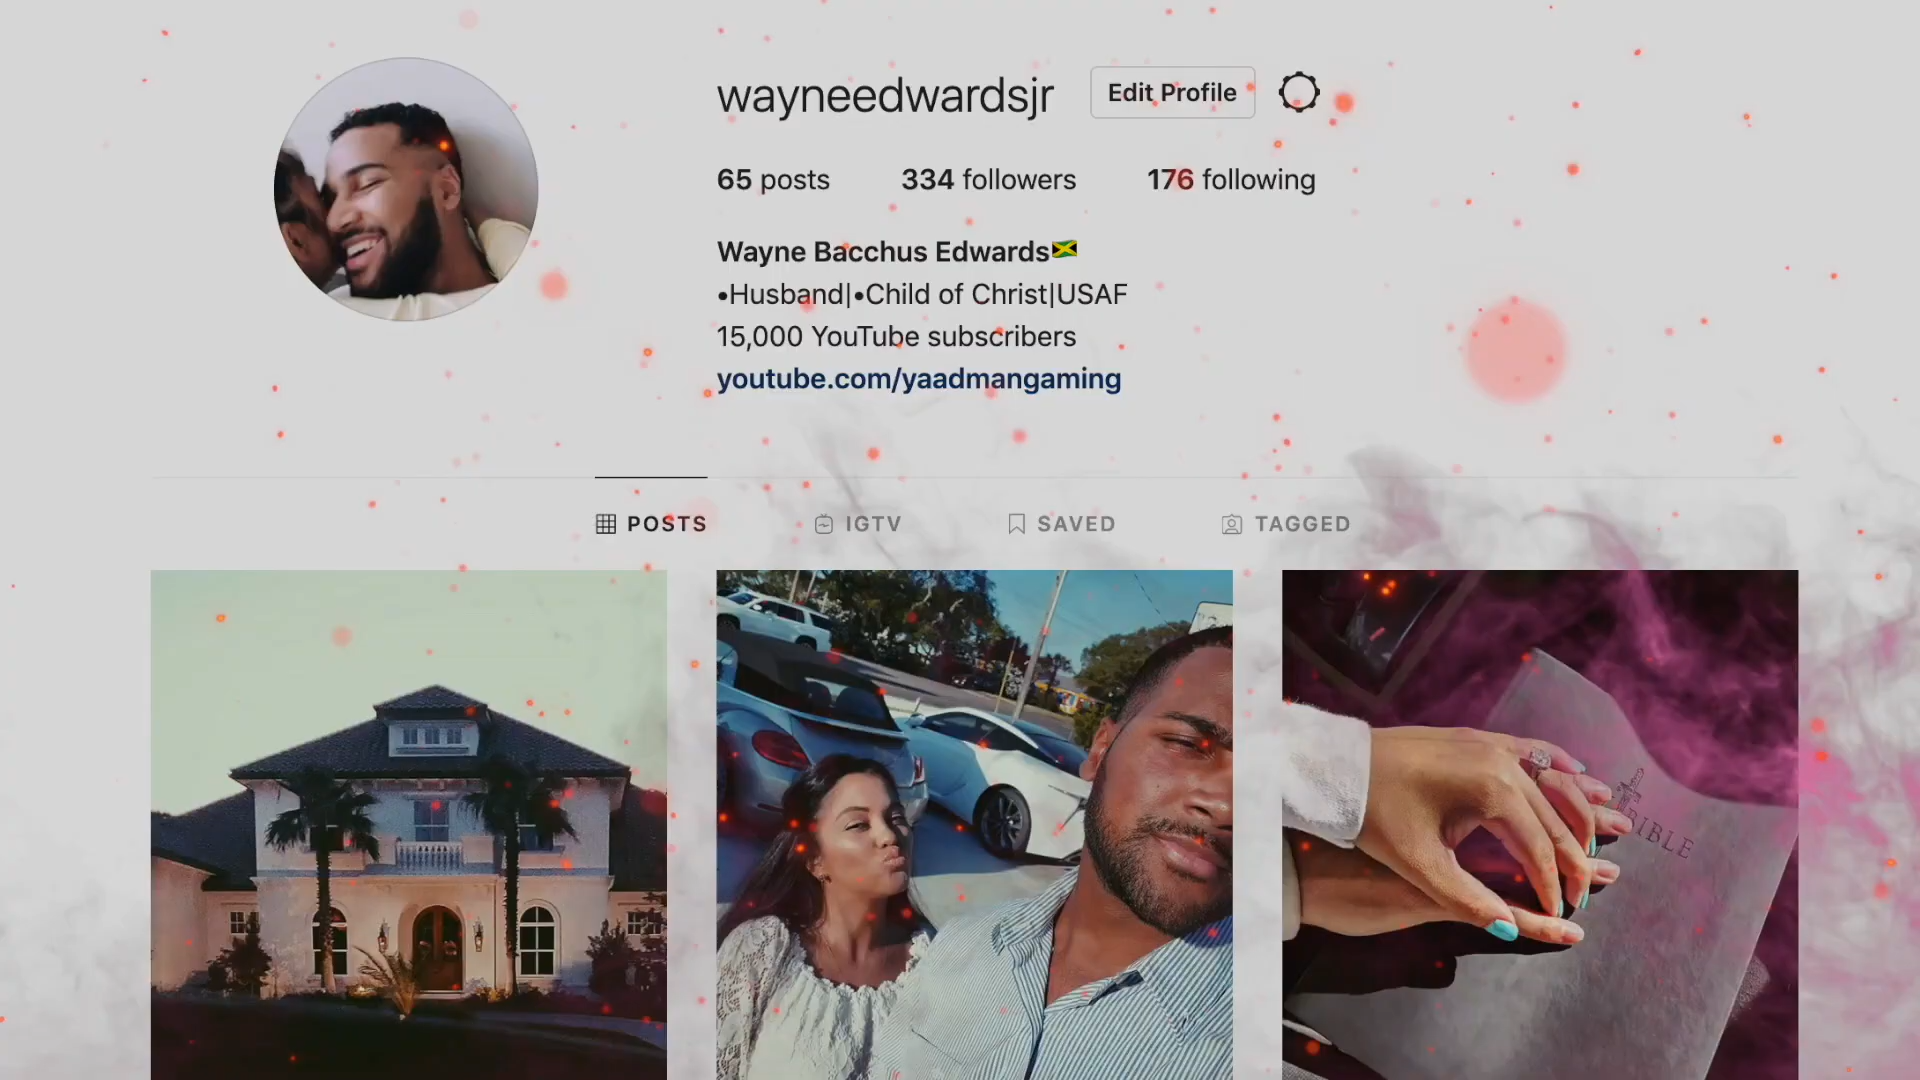 wayneedwardsjr Edit Profile
65 posts 334 followers 176 following
Wayne Bacchus Edwards🇯🇲
•Husband|•Child of Christ|USAF
15,000 YouTube subscribers
youtube.com/yaadmangaming
POSTS IGTV SAVED TAGGED
BIBLE